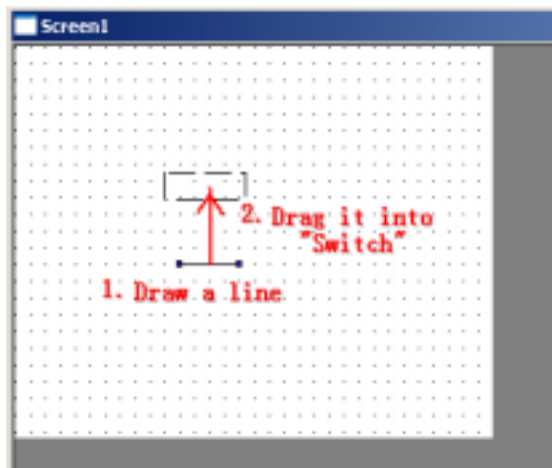 Screen1
2. Drag it into
"Switch"
1. Draw a line